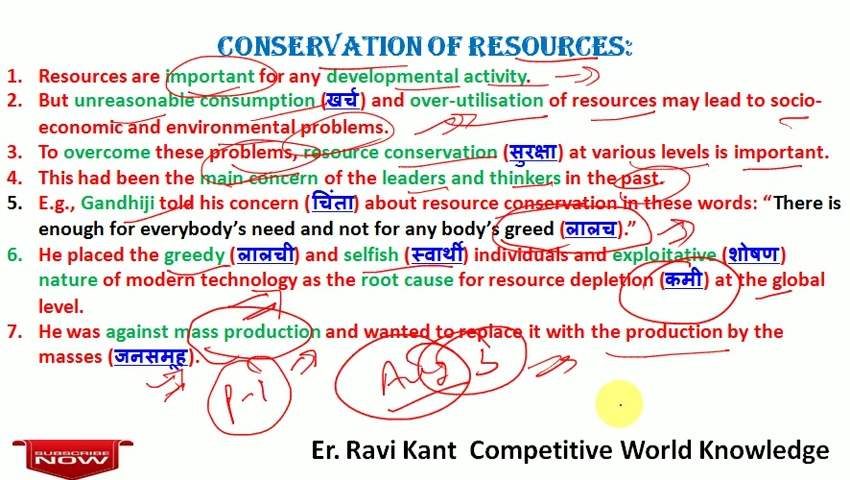 CONSERVATION OF RESOURCES:
1. Resources are important for any developmental activity.
2. But unreasonable consumption (खर्च) and over-utilisation of resources may lead to socio-
economic and environmental problems.
3. To overcome these problems, resource conservation (सुरक्षा) at various levels is important.
4. This had been the main concern of the leaders and thinkers in the past.
5. E.g., Gandhiji told his concern (चिंता) about resource conservation in these words: “There is
enough for everybody’s need and not for any body’s greed (लालच).”
6. He placed the greedy (लालची) and selfish (स्वार्थी) individuals and exploitative (शोषण)
nature of modern technology as the root cause for resource depletion (कमी) at the global
level.
7. He was against mass production and wanted to replace it with the production by the
masses (जनसमूह).
SUBSCRIBE
NOW
Er. Ravi Kant Competitive World Knowledge